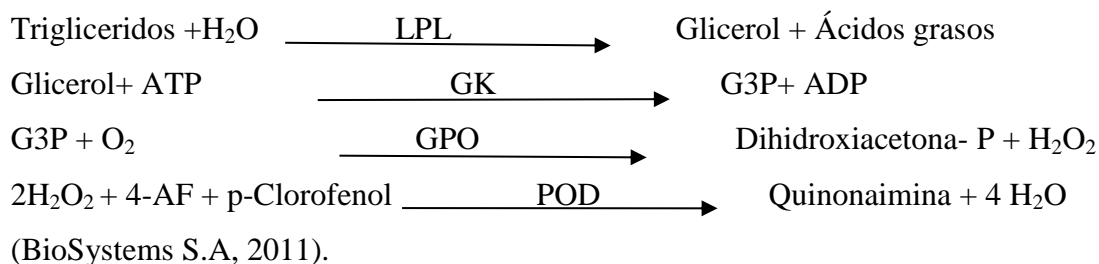 Trigliceridos +H₂O LPL Glicerol + Ácidos grasos
Glicerol+ ATP GK G3P+ ADP
G3P + O₂ GPO Dihidroxiacetona- P + H₂O₂
2H₂O₂ + 4-AF + p-Clorofenol POD Quinonaimina + 4 H₂O
(BioSystems S.A, 2011).